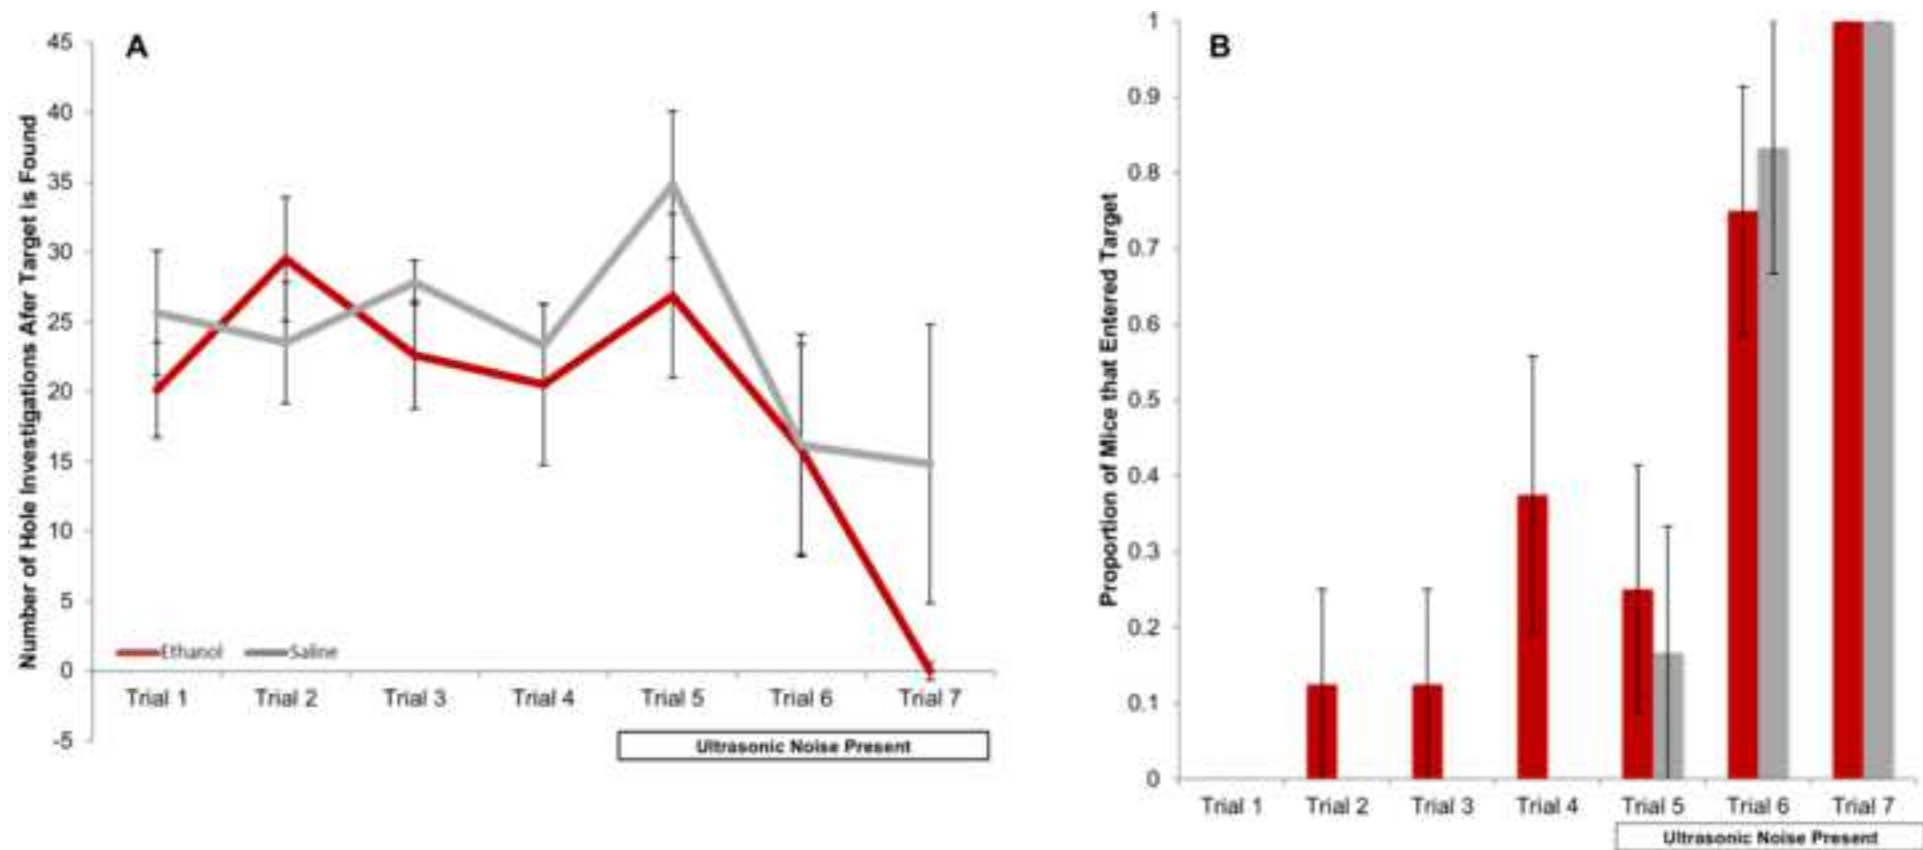 A
Number of Hole Investigations Afer Target is Found
45
40
35
30
25
20
15
10
5
0
-5
Ethanol
Saline
Trial 1 Trial 2 Trial 3 Trial 4 Trial 5 Trial 6 Trial 7
Ultrasonic Noise Present
B
Proportion of Mice that Entered Target
1
0.9
0.8
0.7
0.6
0.5
0.4
0.3
0.2
0.1
0
Trial 1 Trial 2 Trial 3 Trial 4 Trial 5 Trial 6 Trial 7
Ultrasonic Noise Present